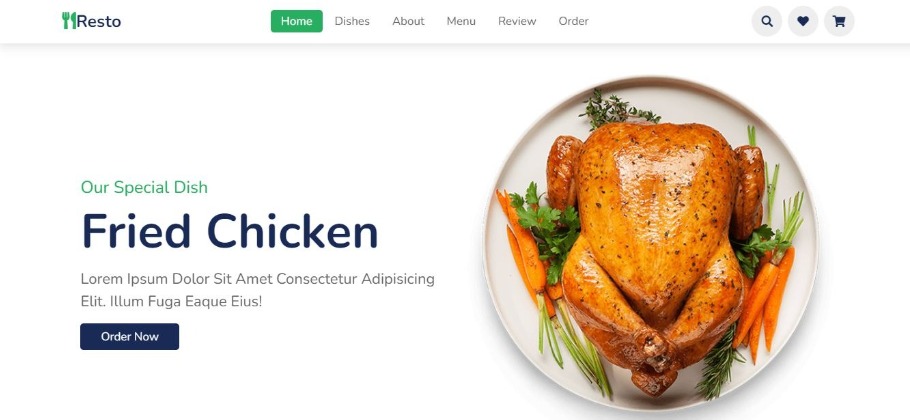 Resto
Home Dishes About Menu Review Order
Our Special Dish
Fried Chicken
Lorem Ipsum Dolor Sit Amet Consectetur Adipisicing
Elit. Illum Fuga Eaque Eius!
Order Now